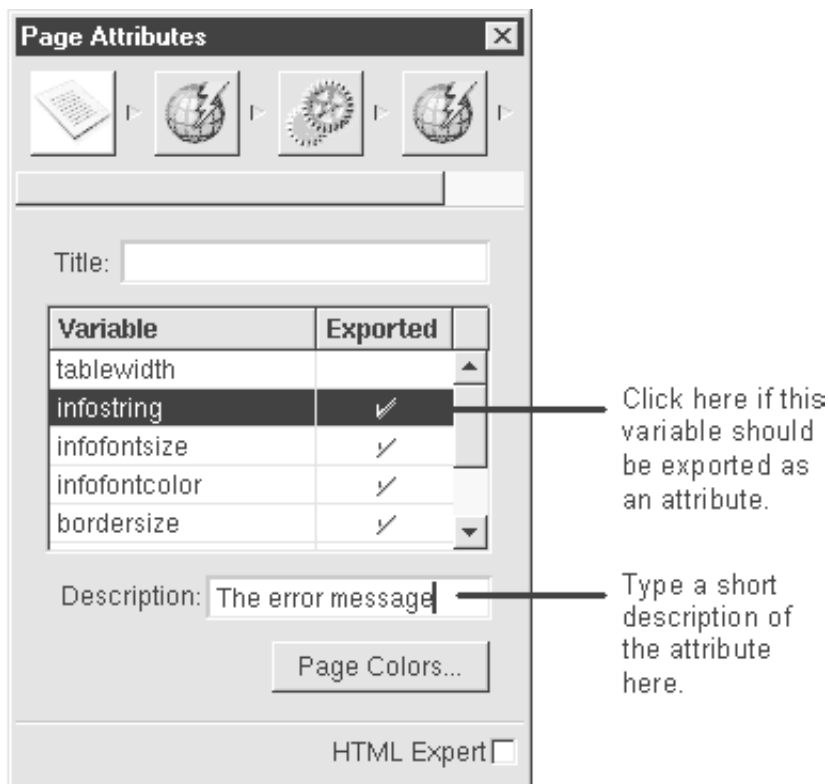 Page Attributes
Title:
Variable Exported
tablewidth
infostring
infofontsize
infofontcolor
bordersize
Click here if this
variable should
be exported as
an attribute.
Description: The error message
Type a short
description of
the attribute
here.
Page Colors...
HTML Expert